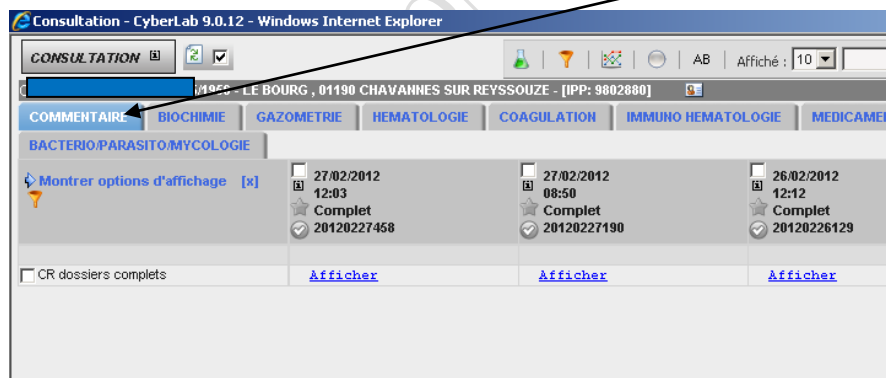 Consultation - CyberLab 9.0.12 - Windows Internet Explorer
CONSULTATION
AB | Affiché : 10
/1968 - LE BOURG , 01190 CHAVANNES SUR REYSSOUZE - [IPP: 9802880]
COMMENTAIRE BIOCHIMIE GAZOMETRIE HEMATOLOGIE COAGULATION IMMUNO HEMATOLOGIE MEDICAME
BACTERIO/PARASITO/MYCOLOGIE
Montrer options d'affichage [x]
27/02/2012 27/02/2012 26/02/2012
12:03 08:50 12:12
Complet Complet Complet
20120227458 20120227190 20120226129
CR dossiers complets Afficher Afficher Afficher